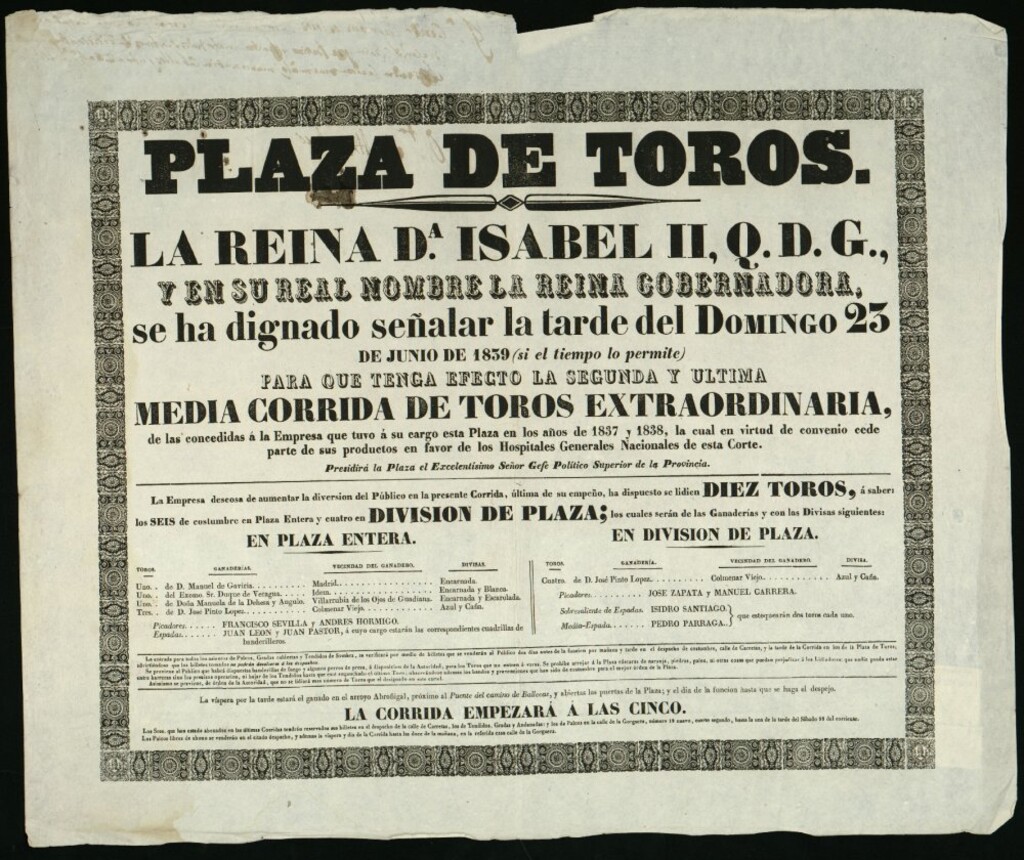 PLAZA DE TOROS.
LA REINA D.ᴬ ISABEL II, Q. D. G.,
Y EN SU REAL NOMBRE LA REINA GOBERNADORA,
se ha dignado señalar la tarde del DOMINGO 23
DE JUNIO DE 1839 (si el tiempo lo permite)
PARA QUE TENGA EFECTO LA SEGUNDA Y ULTIMA
MEDIA CORRIDA DE TOROS EXTRAORDINARIA,
de las concedidas á la Empresa que tuvo á su cargo esta Plaza en los años de 1837 y 1838, la cual en virtud de convenio cede
parte de sus productos en favor de los Hospitales Generales Nacionales de esta Corte.
Presidirá la Plaza el Excelentísimo Señor Gefe Político Superior de la Provincia.
La Empresa deseosa de aumentar la diversion del Público en la presente Corrida, última de su empeño, ha dispuesto se lidien DIEZ TOROS, á saber:
los SEIS de costumbre en Plaza Entera y cuatro en DIVISION DE PLAZA; los cuales serán de las Ganaderías y con las Divisas siguientes:
EN PLAZA ENTERA.
TOROS. GANADERÍAS. VECINDAD DEL GANADERO. DIVISAS.
Uno. . de D. Manuel de Gaviria. . . . . . . . . . Madrid. . . . . . . . . . . . . . . . . Encarnada.
Uno. . del Excmo. Sr. Duque de Veragua. . . . . . Idem. . . . . . . . . . . . . . . . . . Encarnada y Blanca.
Uno. . de Doña Manuela de la Dehesa y Angulo. Villarrubia de los Ojos de Guadiana. Encarnada y Escarolada.
Tres. . de D. José Pinto Lopez. . . . . . . . . . . Colmenar Viejo. . . . . . . . . . . . Azul y Caña.
Picadores. . . . . . FRANCISCO SEVILLA y ANDRES HORMIGO.
Espadas. . . . . . . JUAN LEON y JUAN PASTOR, á cuyo cargo estarán las correspondientes cuadrillas de
banderilleros.
EN DIVISION DE PLAZA.
TOROS. GANADERÍA. VECINDAD DEL GANADERO. DIVISA.
Cuatro. de D. José Pinto Lopez. . . . . . . . . Colmenar Viejo. . . . . . . . . . . Azul y Caña.
Picadores. . . . . . . . . JOSE ZAPATA y MANUEL CARRERA.
Sobresaliente de Espadas. ISIDRO SANTIAGO.
Media-Espada. . . . . . PEDRO PARRAGA. . } que estoquearán dos toros cada uno.
La víspera por la tarde estará el ganado en el arroyo Abroñigal, próximo al Puente del camino de Ballecas, y abiertas las puertas de la Plaza; y el dia de la funcion hasta que se haga el despejo.
LA CORRIDA EMPEZARÁ Á LAS CINCO.